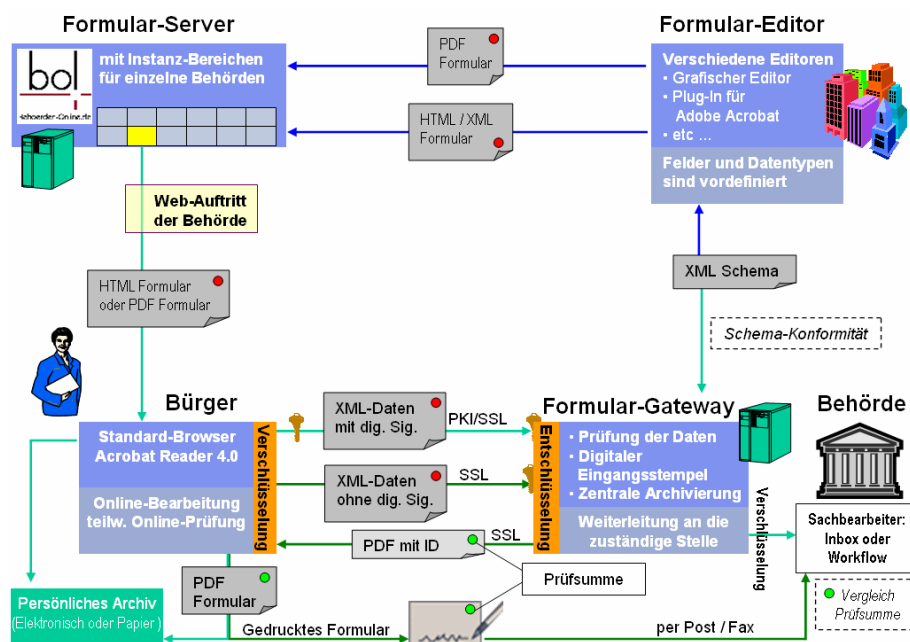 Formular-Server
Formular-Editor
bol
Behoerder-Online.de
mit Instanz-Bereichen
für einzelne Behörden
PDF
Formular
HTML / XML
Formular
Verschiedene Editoren
• Grafischer Editor
• Plug-In für
Adobe Acrobat
• etc ...
Felder und Datentypen
sind vordefiniert
Web-Auftritt
der Behörde
HTML Formular
oder PDF Formular
XML Schema
Schema-Konformität
Bürger
Standard-Browser
Acrobat Reader 4.0
Online-Bearbeitung
teilw. Online-Prüfung
Verschlüsselung
XML-Daten
mit dig. Sig.
PKI/SSL
XML-Daten
ohne dig. Sig.
SSL
PDF mit ID
SSL
Prüfsumme
Formular-Gateway
Entschlüsselung
• Prüfung der Daten
• Digitaler
Eingangsstempel
• Zentrale Archivierung
Weiterleitung an die
zuständige Stelle
Verschlüsselung
Behörde
Sachbearbeiter:
Inbox oder
Workflow
Vergleich
Prüfsumme
PDF
Formular
Persönliches Archiv
(Elektronisch oder Papier )
Gedrucktes Formular
per Post / Fax